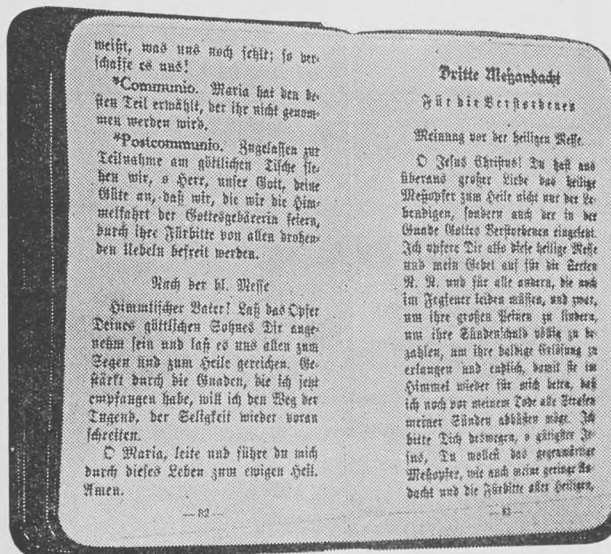 weißt, was uns noch fehlt; so ver-
schaffe es uns!
*Communio. Maria hat den be-
sten Teil erwählt, der ihr nicht genom-
men werden wird.
*Postcommunio. Zugelassen zur
Teilnahme am göttlichen Tische fle-
hen wir, o Herr, unser Gott, deine
Güte an, daß wir, die wir die Him-
melfahrt der Gottesgebärerin feiern,
durch ihre Fürbitte von allen drohen-
den Uebeln befreit werden.
Nach der hl. Messe
Himmlischer Vater! Laß das Opfer
Deines göttlichen Sohnes Dir ange-
nehm sein und laß es uns allen zum
Segen und zum Heile gereichen. Ge-
stärkt durch die Gnaden, die ich jetzt
empfangen habe, will ich den Weg der
Tugend, der Seligkeit wieder voran
schreiten.
O Maria, leite und führe du mich
durch dieses Leben zum ewigen Heil.
Amen.
— 82 —
Dritte Meßandacht
Für die Verstorbenen
Meinung vor der heiligen Messe.
O Jesus Christus! Du hast aus
überaus großer Liebe das heilige
Meßopfer zum Heile nicht nur der Le-
bendigen, sondern auch der in der
Gnade Gottes Verstorbenen eingesetzt.
Ich opfere Dir also diese heilige Messe
und mein Gebet auf für die Seelen
N. N. und für alle andern, die noch
im Fegfeuer leiden müssen, und zwar,
um ihre großen Peinen zu lindern,
um ihre Sündenschuld völlig zu be-
zahlen, um ihre baldige Erlösung zu
erlangen und endlich, damit sie im
Himmel wieder für mich beten, daß
ich noch vor meinem Tode alle Strafen
meiner Sünden abbüßen möge. Ich
bitte Dich deswegen, o gütigster Je-
sus, Du wollest das gegenwärtige
Meßopfer, wie auch meine geringe An-
dacht und die Fürbitte aller Heiligen,
— 83 —